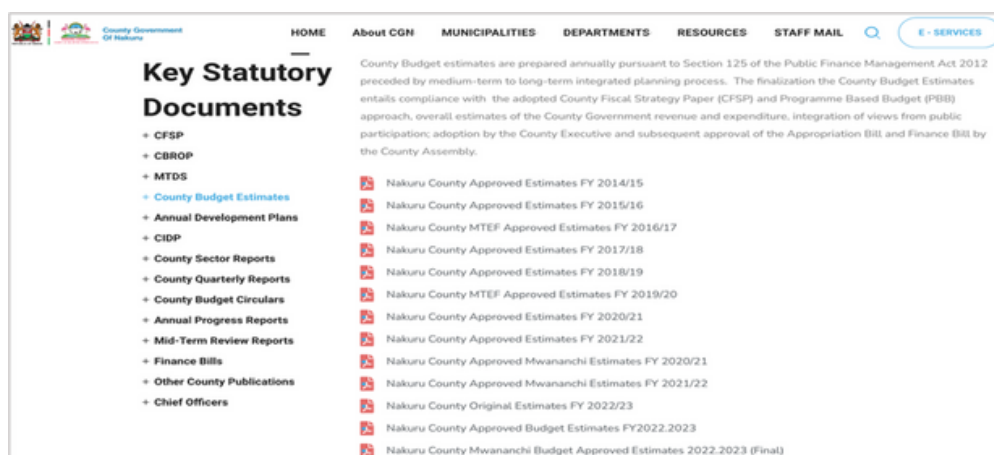 County Government
Of Nakuru
HOME
About CGN
MUNICIPALITIES
DEPARTMENTS
RESOURCES
STAFF MAIL
E - SERVICES
Key Statutory
Documents
+ CFSP
+ CBROP
+ MTDS
+ County Budget Estimates
+ Annual Development Plans
+ CIDP
+ County Sector Reports
+ County Quarterly Reports
+ County Budget Circulars
+ Annual Progress Reports
+ Mid-Term Review Reports
+ Finance Bills
+ Other County Publications
+ Chief Officers
County Budget estimates are prepared annually pursuant to Section 125 of the Public Finance Management Act 2012
preceded by medium-term to long-term integrated planning process. The finalization the County Budget Estimates
entails compliance with the adopted County Fiscal Strategy Paper (CFSP) and Programme Based Budget (PBB)
approach, overall estimates of the County Government revenue and expenditure, integration of views from public
participation; adoption by the County Executive and subsequent approval of the Appropriation Bill and Finance Bill by
the County Assembly.
Nakuru County Approved Estimates FY 2014/15
Nakuru County Approved Estimates FY 2015/16
Nakuru County MTEF Approved Estimates FY 2016/17
Nakuru County Approved Estimates FY 2017/18
Nakuru County Approved Estimates FY 2018/19
Nakuru County MTEF Approved Estimates FY 2019/20
Nakuru County Approved Estimates FY 2020/21
Nakuru County Approved Estimates FY 2021/22
Nakuru County Approved Mwananchi Estimates FY 2020/21
Nakuru County Approved Mwananchi Estimates FY 2021/22
Nakuru County Original Estimates FY 2022/23
Nakuru County Approved Budget Estimates FY2022.2023
Nakuru County Mwananchi Budget Approved Estimates 2022.2023 (Final)